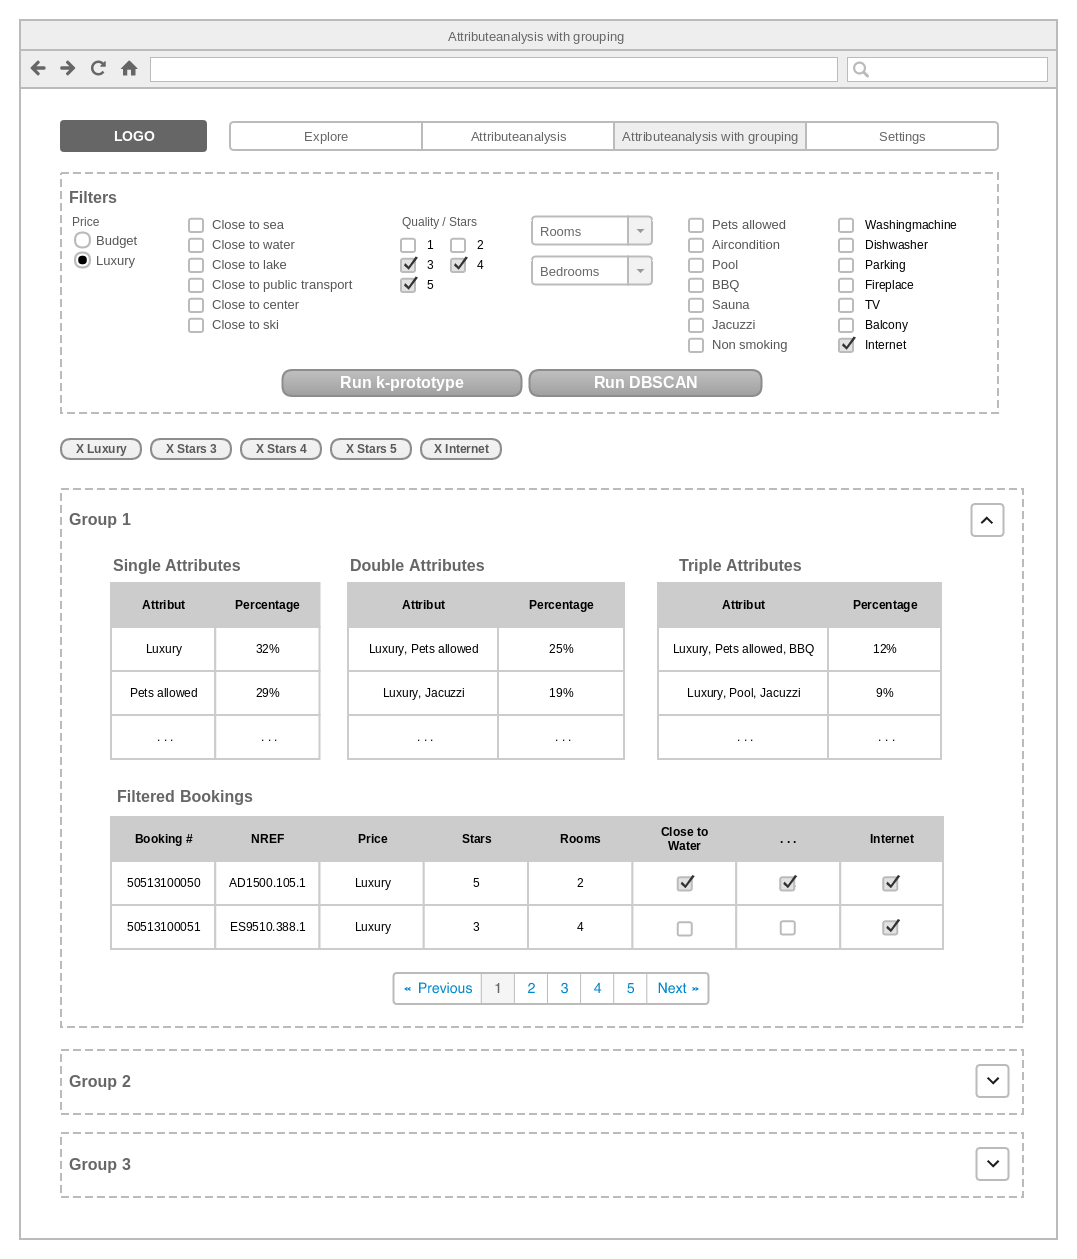 Attributeanalysis with grouping
LOGO
Explore
Attributeanalysis
Attributeanalysis with grouping
Settings
Filters
Price
Budget
Luxury
Close to sea
Close to water
Close to lake
Close to public transport
Close to center
Close to ski
Quality / Stars
1 2
3 4
5
Rooms
Bedrooms
Pets allowed
Aircondition
Pool
BBQ
Sauna
Jacuzzi
Non smoking
Washingmachine
Dishwasher
Parking
Fireplace
TV
Balcony
Internet
Run k-prototype
Run DBSCAN
X Luxury
X Stars 3
X Stars 4
X Stars 5
X Internet
Group 1
Single Attributes
Attribut Percentage
Luxury 32%
Pets allowed 29%
. . . . . .
Double Attributes
Attribut Percentage
Luxury, Pets allowed 25%
Luxury, Jacuzzi 19%
. . . . . .
Triple Attributes
Attribut Percentage
Luxury, Pets allowed, BBQ 12%
Luxury, Pool, Jacuzzi 9%
. . . . . .
Filtered Bookings
Booking # NREF Price Stars Rooms Close to Water . . . Internet
50513100050 AD1500.105.1 Luxury 5 2
50513100051 ES9510.388.1 Luxury 3 4
« Previous 1 2 3 4 5 Next »
Group 2
Group 3